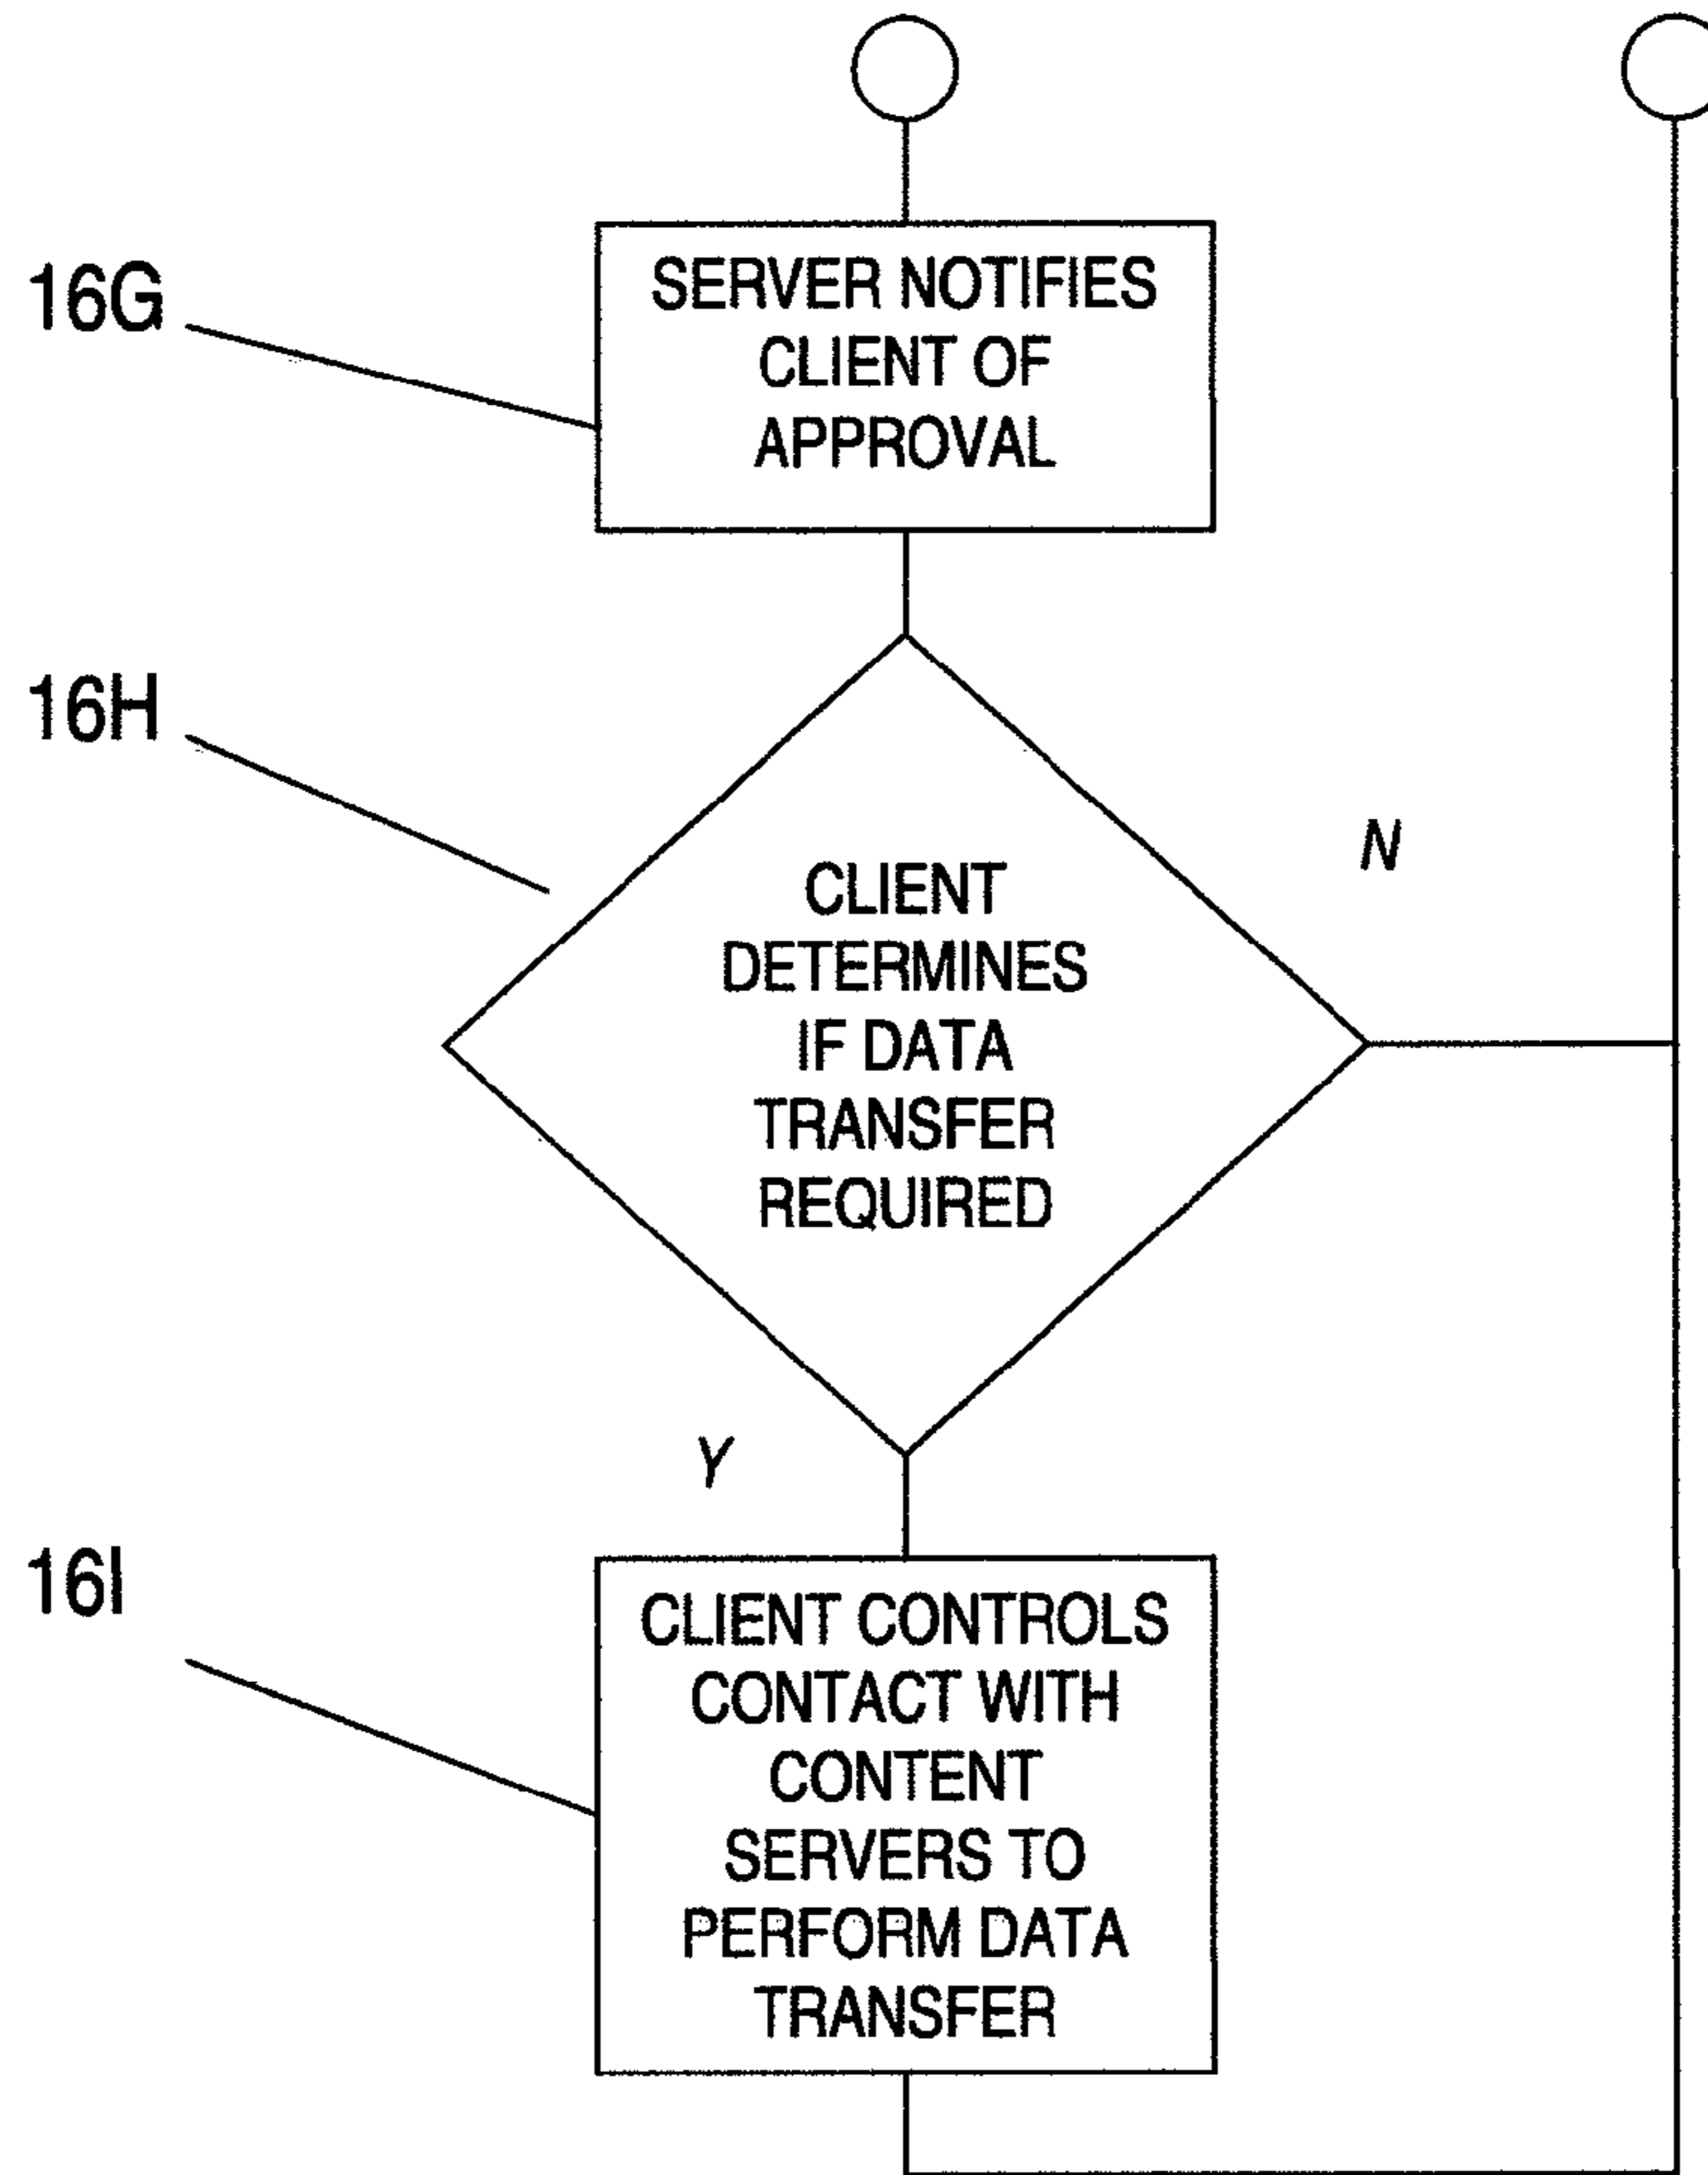 16G
SERVER NOTIFIES
CLIENT OF
APPROVAL
16H
CLIENT
DETERMINES
IF DATA
TRANSFER
REQUIRED
N
Y
16I
CLIENT CONTROLS
CONTACT WITH
CONTENT
SERVERS TO
PERFORM DATA
TRANSFER